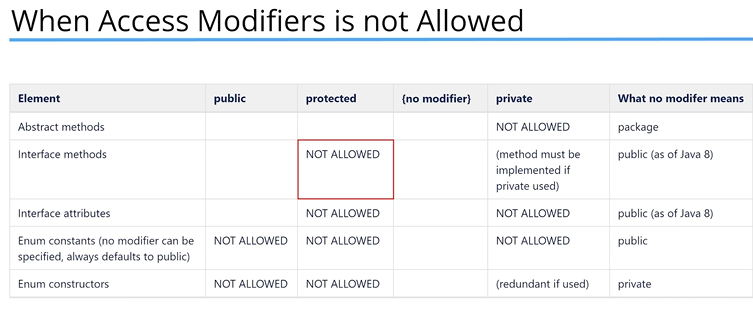 When Access Modifiers is not Allowed
Element public protected {no modifier} private What no modifer means
Abstract methods NOT ALLOWED package
Interface methods NOT ALLOWED (method must be public (as of Java 8)
implemented if
private used)
Interface attributes NOT ALLOWED NOT ALLOWED public (as of Java 8)
Enum constants (no modifier can be NOT ALLOWED NOT ALLOWED NOT ALLOWED public
specified, always defaults to public)
Enum constructors NOT ALLOWED NOT ALLOWED (redundant if used) private